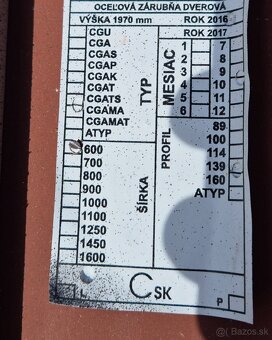 OCEĽOVÁ ZÁRUBŇA DVEROVÁ
VÝŠKA 1970 mm
ROK 2016
ROK 2017
CGU
CGA
CGAS
CGAP
CGAK
CGAT
CGATS
CGAMA
CGAMAT
ATYP
TYP
MESIAC
1 7
2 8
3 9
4 10
5 11
6 12
600
700
800
900
1000
1100
1250
1450
1600
ŠÍRKA
PROFIL
89
100
114
139
160
ATYP
L
CSK
P
bazar.sk